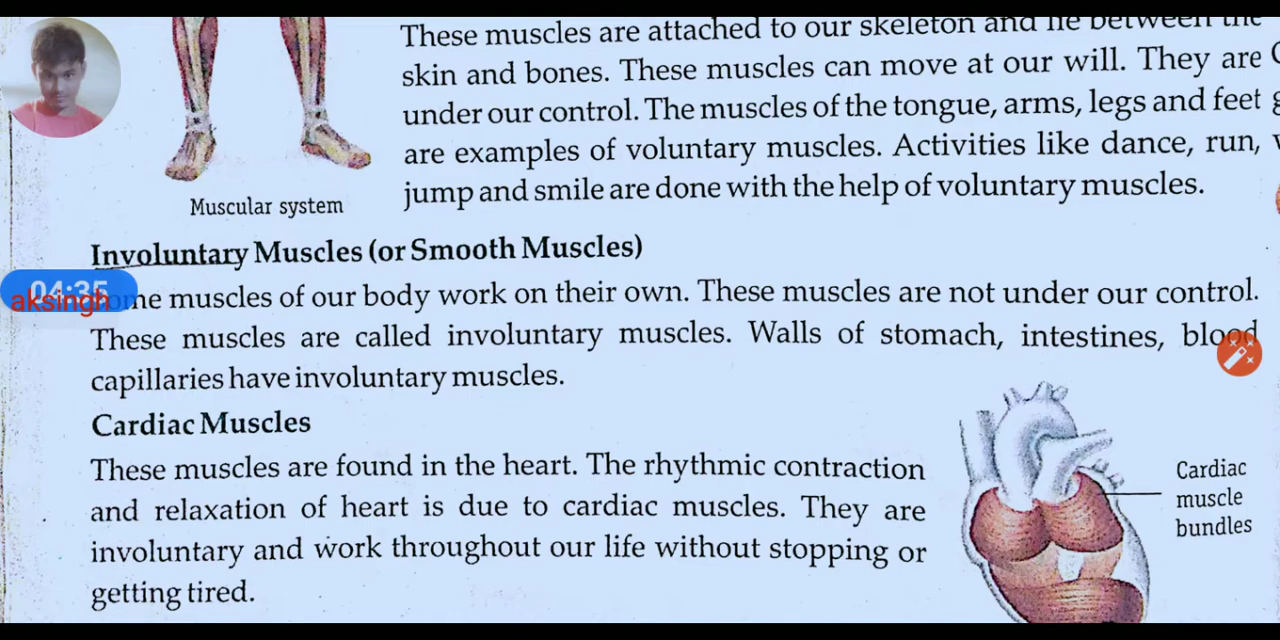 These muscles are attached to our skeleton and lie between the
skin and bones. These muscles can move at our will. They are
under our control. The muscles of the tongue, arms, legs and feet
are examples of voluntary muscles. Activities like dance, run,
jump and smile are done with the help of voluntary muscles.
Muscular system
Involuntary Muscles (or Smooth Muscles)
04:35
aksingh
muscles of our body work on their own. These muscles are not under our control.
These muscles are called involuntary muscles. Walls of stomach, intestines, blood
capillaries have involuntary muscles.
Cardiac Muscles
These muscles are found in the heart. The rhythmic contraction
and relaxation of heart is due to cardiac muscles. They are
involuntary and work throughout our life without stopping or
getting tired.
Cardiac
muscle
bundles